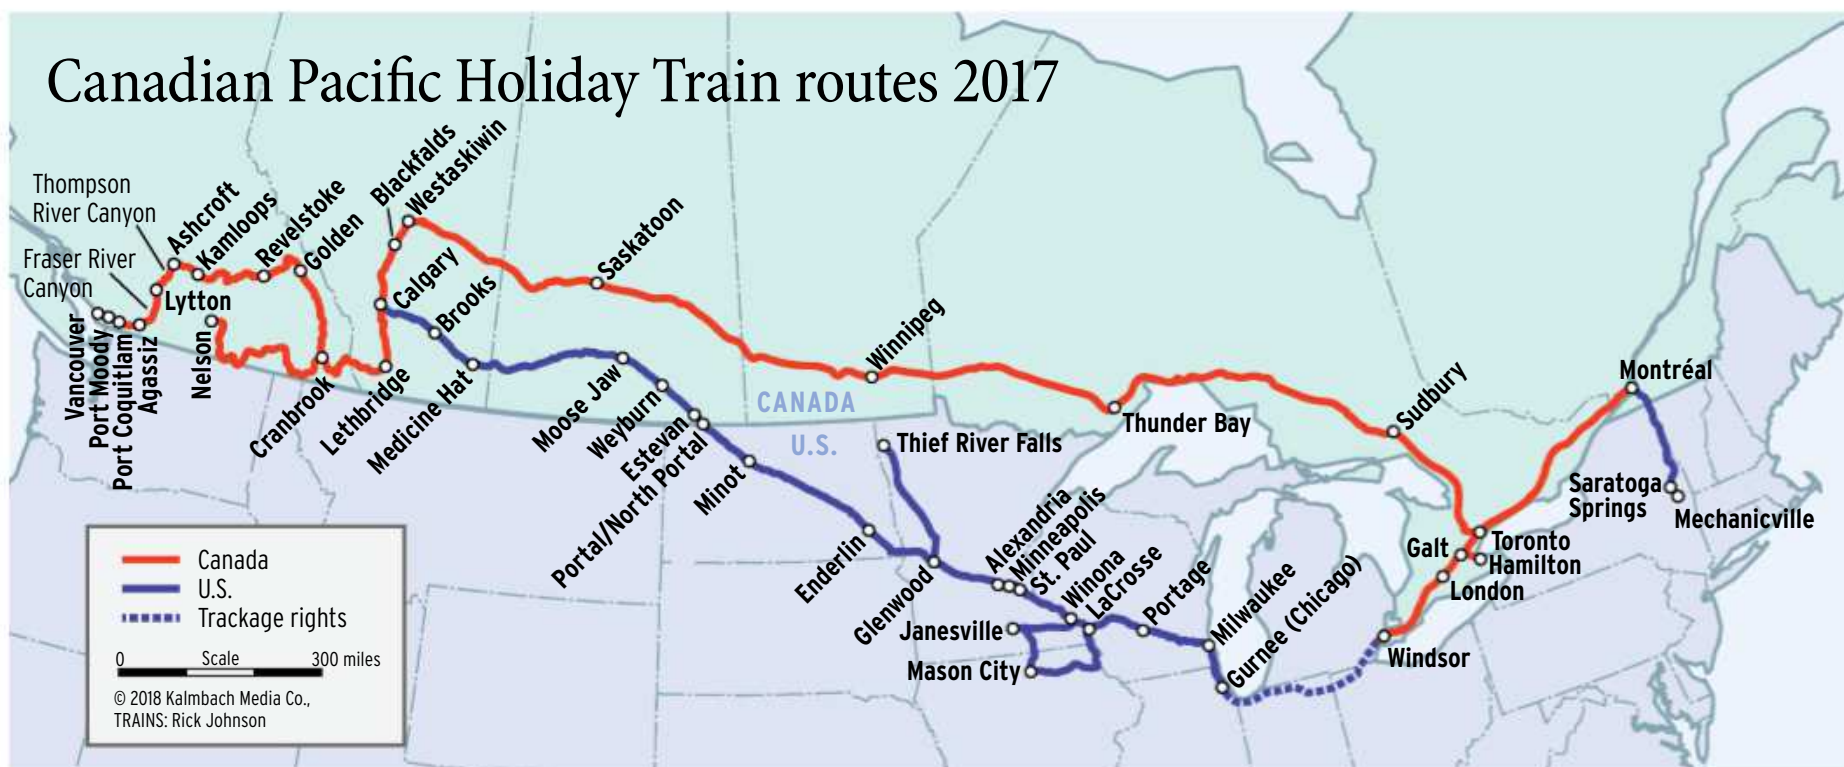 Canadian Pacific Holiday Train routes 2017
Thompson
River Canyon
Fraser River
Canyon
Ashcroft
Kamloops
Revelstoke
Golden
Blackfalds
Westaskiwin
Lytton
Calgary
Brooks
Saskatoon
Winnipeg
Vancouver
Port Moody
Port Coquitlam
Agassiz
Nelson
Cranbrook
Lethbridge
Medicine Hat
Moose Jaw
Weyburn
Estevan
Portal/North Portal
Minot
CANADA
U.S.
Thief River Falls
Thunder Bay
Sudbury
Montréal
Saratoga
Springs
Mechanicville
Toronto
Hamilton
Galt
London
Windsor
Enderlin
Glenwood
Alexandria
Minneapolis
St. Paul
Winona
LaCrosse
Portage
Milwaukee
Gurnee (Chicago)
Janesville
Mason City
Canada
U.S.
Trackage rights
0 Scale 300 miles
© 2018 Kalmbach Media Co.,
TRAINS: Rick Johnson